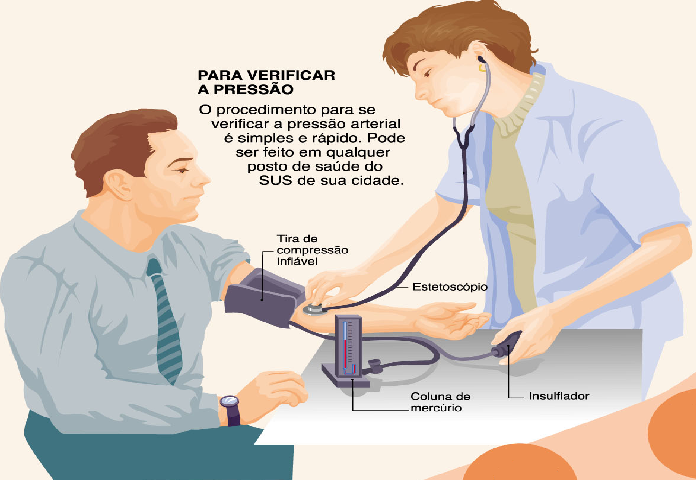 PARA VERIFICAR
A PRESSÃO
O procedimento para se
verificar a pressão arterial
é simples e rápido. Pode
ser feito em qualquer
posto de saúde do
SUS de sua cidade.
Tira de
compressão
inflável
Estetoscópio
Coluna de
mercúrio
Insulflador